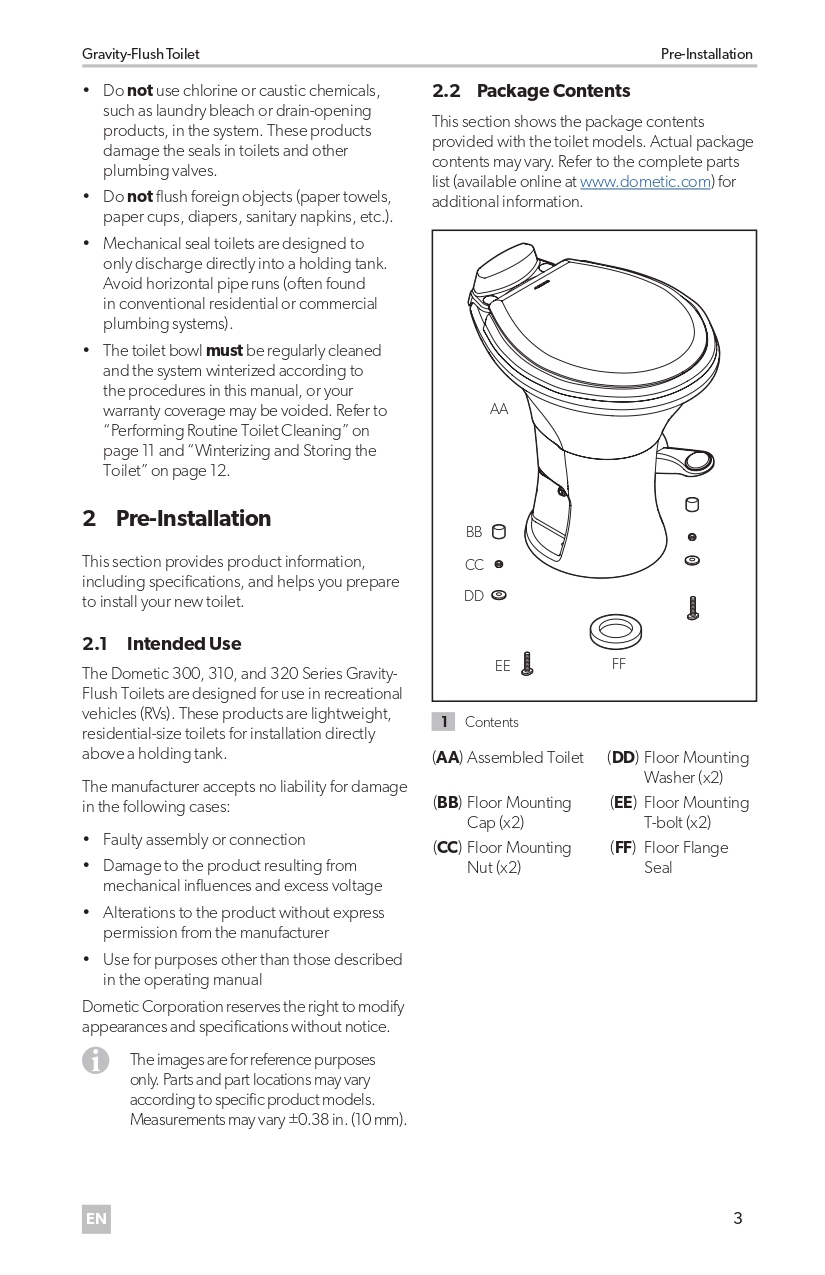 Gravity-Flush Toilet
Pre-Installation
• Do not use chlorine or caustic chemicals,
such as laundry bleach or drain-opening
products, in the system. These products
damage the seals in toilets and other
plumbing valves.
• Do not flush foreign objects (paper towels,
paper cups, diapers, sanitary napkins, etc.).
• Mechanical seal toilets are designed to
only discharge directly into a holding tank.
Avoid horizontal pipe runs (often found
in conventional residential or commercial
plumbing systems).
• The toilet bowl must be regularly cleaned
and the system winterized according to
the procedures in this manual, or your
warranty coverage may be voided. Refer to
“Performing Routine Toilet Cleaning” on
page 11 and “Winterizing and Storing the
Toilet” on page 12.
2 Pre-Installation
This section provides product information,
including specifications, and helps you prepare
to install your new toilet.
2.1 Intended Use
The Dometic 300, 310, and 320 Series Gravity-
Flush Toilets are designed for use in recreational
vehicles (RVs). These products are lightweight,
residential-size toilets for installation directly
above a holding tank.
The manufacturer accepts no liability for damage
in the following cases:
• Faulty assembly or connection
• Damage to the product resulting from
mechanical influences and excess voltage
• Alterations to the product without express
permission from the manufacturer
• Use for purposes other than those described
in the operating manual
Dometic Corporation reserves the right to modify
appearances and specifications without notice.
The images are for reference purposes
only. Parts and part locations may vary
according to specific product models.
Measurements may vary ±0.38 in. (10 mm).
2.2 Package Contents
This section shows the package contents
provided with the toilet models. Actual package
contents may vary. Refer to the complete parts
list (available online at www.dometic.com) for
additional information.
AA
BB
CC
DD
EE
FF
1 Contents
(AA) Assembled Toilet
(DD) Floor Mounting
Washer (x2)
(BB) Floor Mounting
Cap (x2)
(EE) Floor Mounting
T-bolt (x2)
(CC) Floor Mounting
Nut (x2)
(FF) Floor Flange
Seal
EN
3